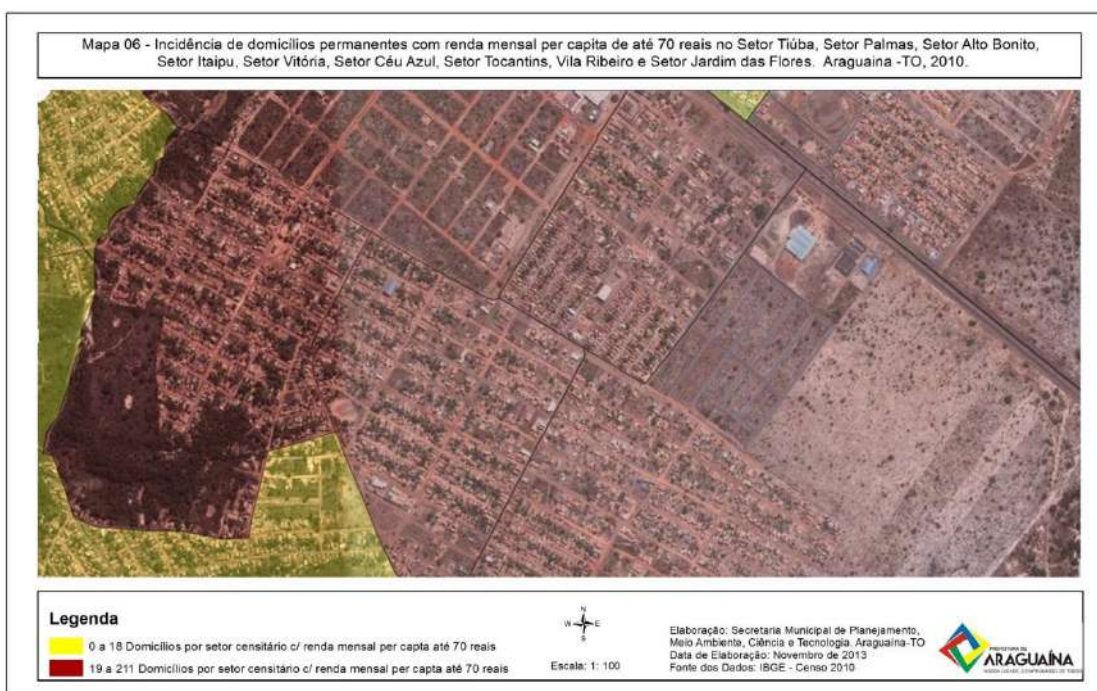 Mapa 06 - Incidência de domicílios permanentes com renda mensal per capita de até 70 reais no Setor Tiúba, Setor Palmas, Setor Alto Bonito,
Setor Itaipu, Setor Vitória, Setor Céu Azul, Setor Tocantins, Vila Ribeiro e Setor Jardim das Flores. Araguaina -TO, 2010.
Legenda
0 a 18 Domicílios por setor censitário c/ renda mensal per capta até 70 reais
19 a 211 Domicílios por setor censitário c/ renda mensal per capta até 70 reais
N
W E
S
Escala: 1: 100
Elaboração: Secretaria Municipal de Planejamento,
Meio Ambiente, Ciência e Tecnologia. Araguaina-TO
Data de Elaboração: Novembro de 2013
Fonte dos Dados: IBGE - Censo 2010
PREFEITURA DE
ARAGUAÍNA